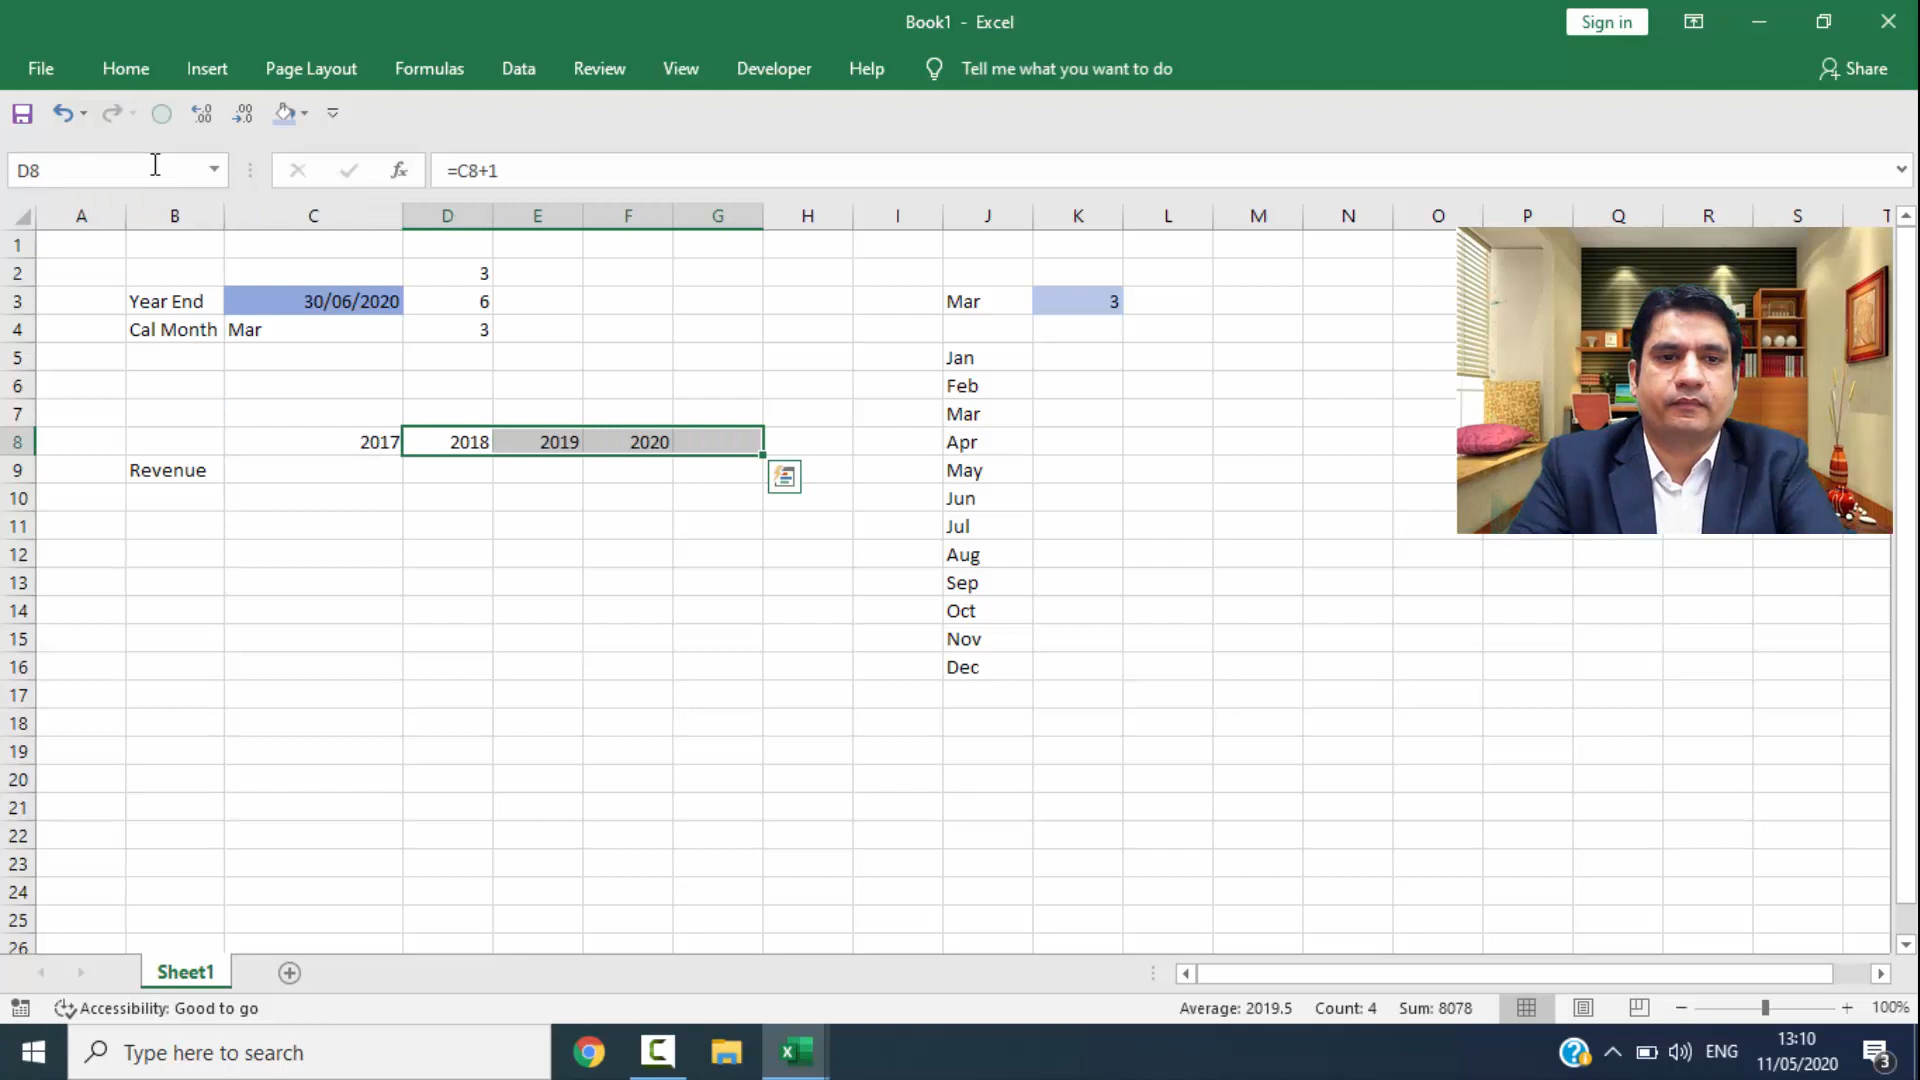 Book1 - Excel
Sign in
File Home Insert Page Layout Formulas Data Review View Developer Help Tell me what you want to do Share
D8 fx =C8+1
A B C D E F G H I J K L M N O P Q R S T
1
2 3
3 Year End 30/06/2020 6 Mar 3
4 Cal Month Mar 3
5 Jan
6 Feb
7 Mar
8 2017 2018 2019 2020 Apr
9 Revenue May
10 Jun
11 Jul
12 Aug
13 Sep
14 Oct
15 Nov
16 Dec
17
18
19
20
21
22
23
24
25
26
Sheet1
Accessibility: Good to go Average: 2019.5 Count: 4 Sum: 8078 100%
Type here to search ENG 13:10
11/05/2020 3